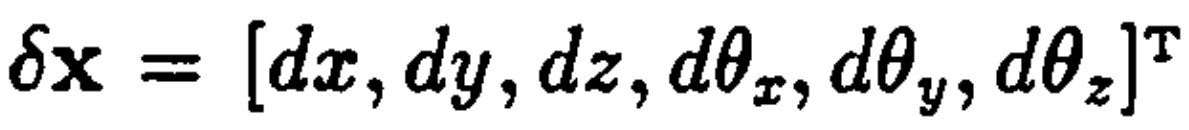 δx = [dx, dy, dz, dθ_x, dθ_y, dθ_z]^T